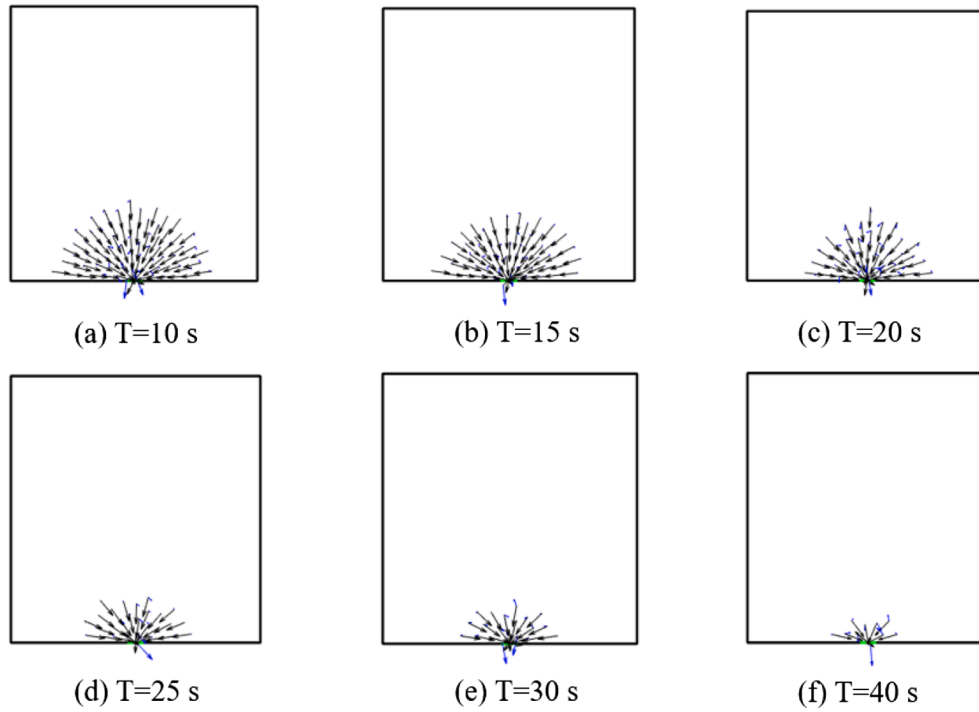 (a) T=10 s
(b) T=15 s
(c) T=20 s
(d) T=25 s
(e) T=30 s
(f) T=40 s